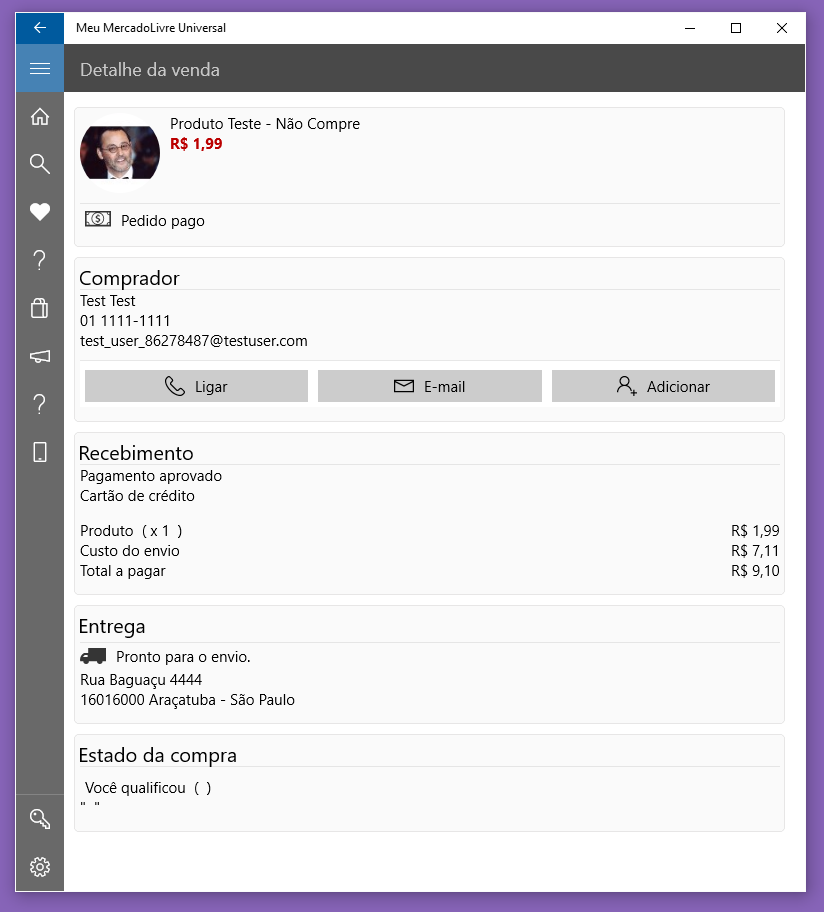 Meu MercadoLivre Universal
Detalhe da venda
Produto Teste - Não Compre
R$ 1,99
Pedido pago
Comprador
Test Test
01 1111-1111
test_user_86278487@testuser.com
Ligar
E-mail
Adicionar
Recebimento
Pagamento aprovado
Cartão de crédito
Produto ( x 1 ) R$ 1,99
Custo do envio R$ 7,11
Total a pagar R$ 9,10
Entrega
Pronto para o envio.
Rua Baguaçu 4444
16016000 Araçatuba - São Paulo
Estado da compra
Você qualificou ( )
" "